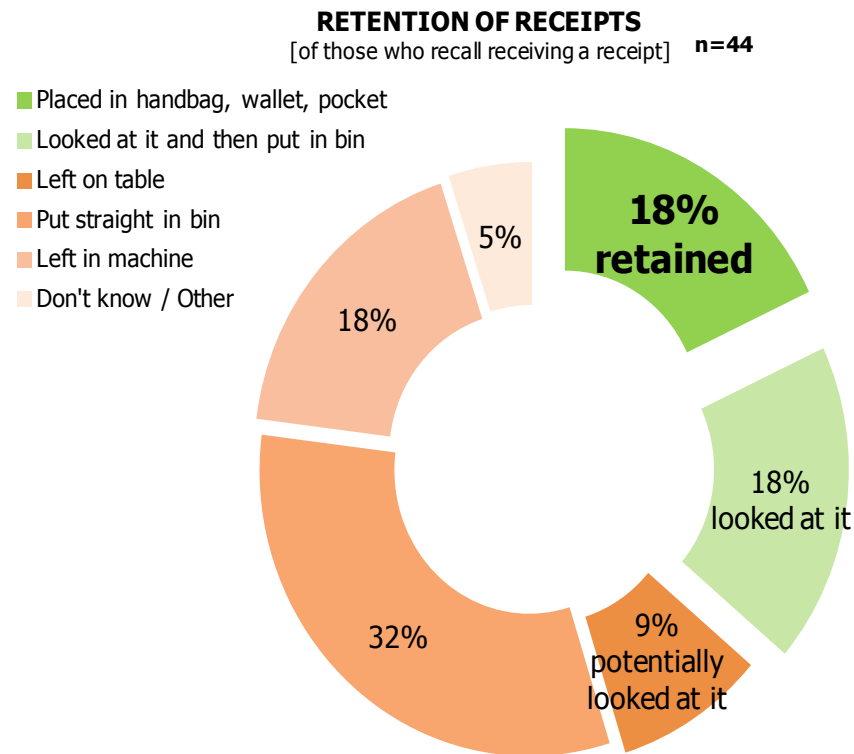 RETENTION OF RECEIPTS
[of those who recall receiving a receipt]
n=44
Placed in handbag, wallet, pocket
Looked at it and then put in bin
Left on table
Put straight in bin
Left in machine
Don't know / Other
18%
retained
18%
looked at it
9%
potentially
looked at it
32%
18%
5%